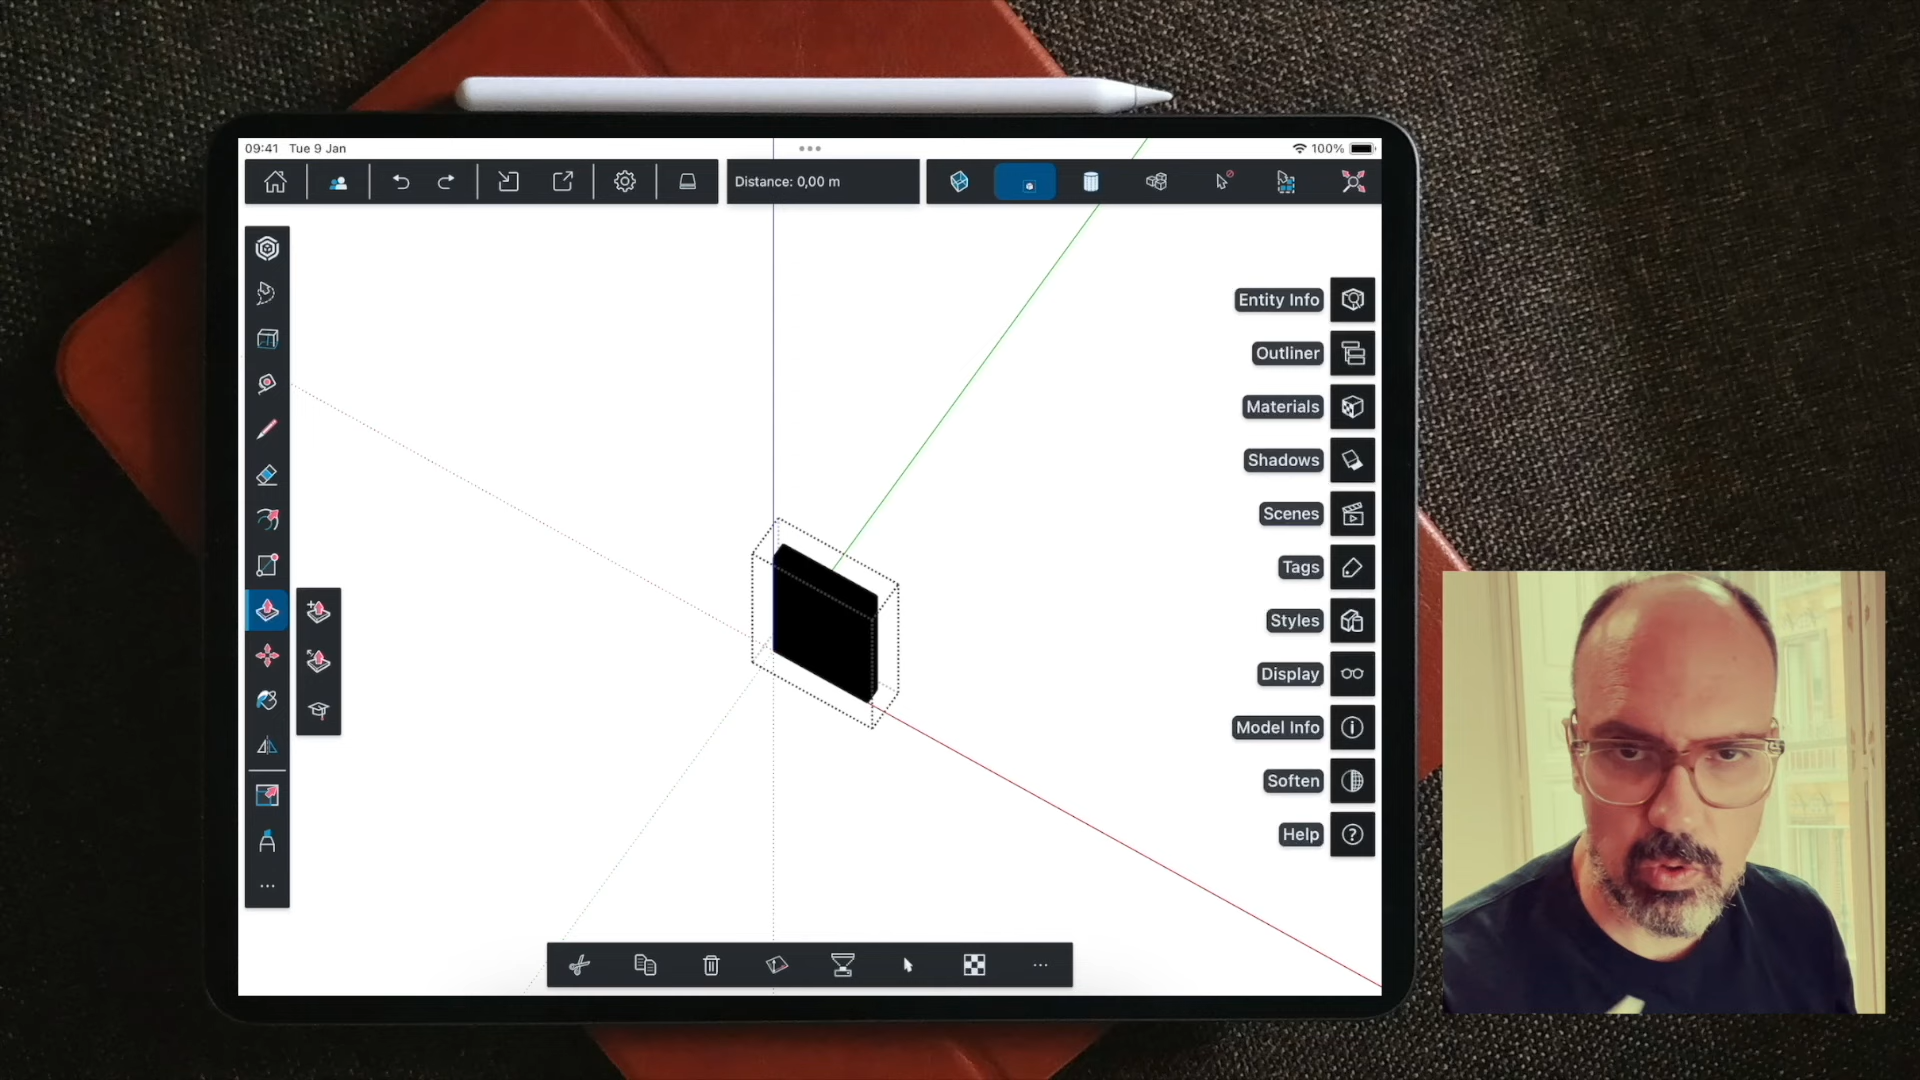 09:41 Tue 9 Jan
100%
Distance: 0,00 m
Entity Info
Outliner
Materials
Shadows
Scenes
Tags
Styles
Display
Model Info
Soften
Help